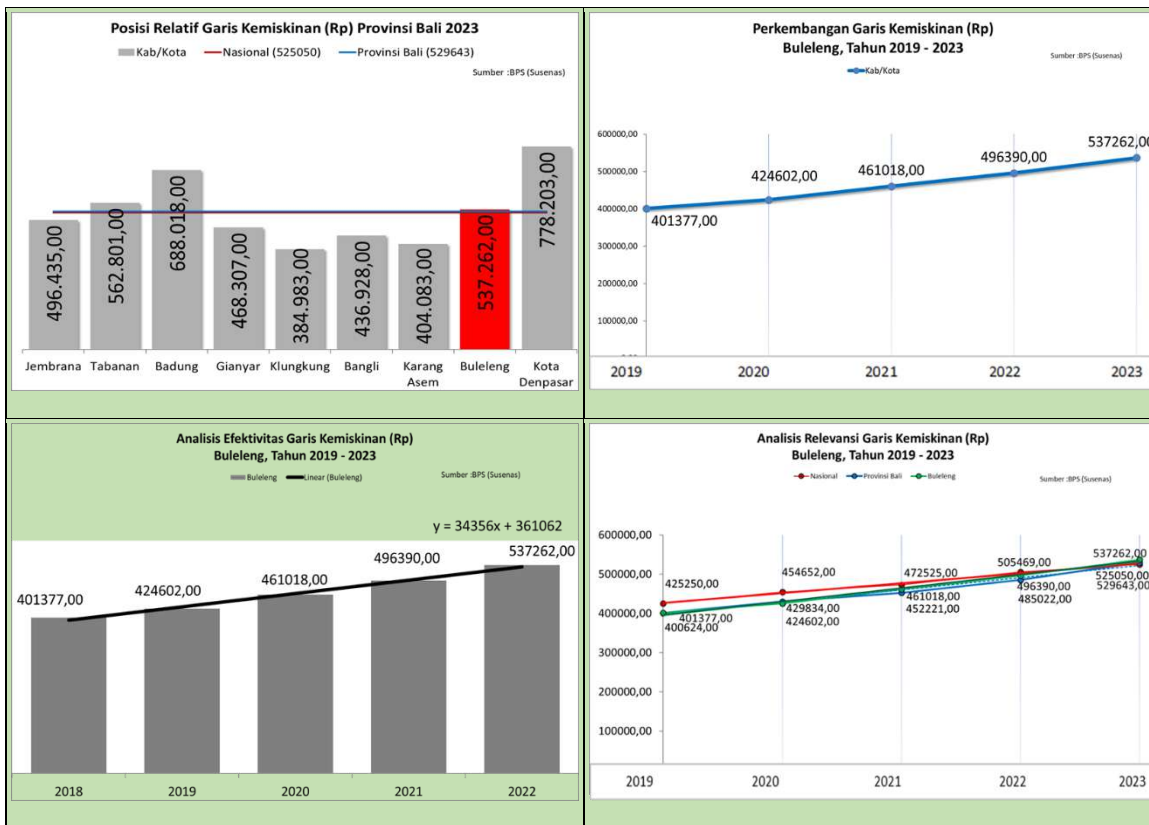 Posisi Relatif Garis Kemiskinan (Rp) Provinsi Bali 2023
Kab/Kota Nasional (525050) Provinsi Bali (529643)
Sumber :BPS (Susenas)
496.435,00
562.801,00
688.018,00
468.307,00
384.983,00
436.928,00
404.083,00
537.262,00
778.203,00
Jembrana Tabanan Badung Gianyar Klungkung Bangli Karang Asem Buleleng Kota Denpasar
Perkembangan Garis Kemiskinan (Rp)
Buleleng, Tahun 2019 - 2023
Sumber :BPS (Susenas)
Kab/Kota
600000,00
500000,00
400000,00
300000,00
200000,00
100000,00
401377,00
424602,00
461018,00
496390,00
537262,00
2019 2020 2021 2022 2023
Analisis Efektivitas Garis Kemiskinan (Rp)
Buleleng, Tahun 2019 - 2023
Buleleng Linear (Buleleng)
Sumber :BPS (Susenas)
y = 34356x + 361062
401377,00
424602,00
461018,00
496390,00
537262,00
2018 2019 2020 2021 2022
Analisis Relevansi Garis Kemiskinan (Rp)
Buleleng, Tahun 2019 - 2023
Nasional Provinsi Bali Buleleng
Sumber :BPS (Susenas)
600000,00
500000,00
400000,00
300000,00
200000,00
100000,00
425250,00
401377,00
400624,00
454652,00
429834,00
424602,00
472525,00
461018,00
452221,00
505469,00
496390,00
485022,00
537262,00
525050,00
529643,00
2019 2020 2021 2022 2023